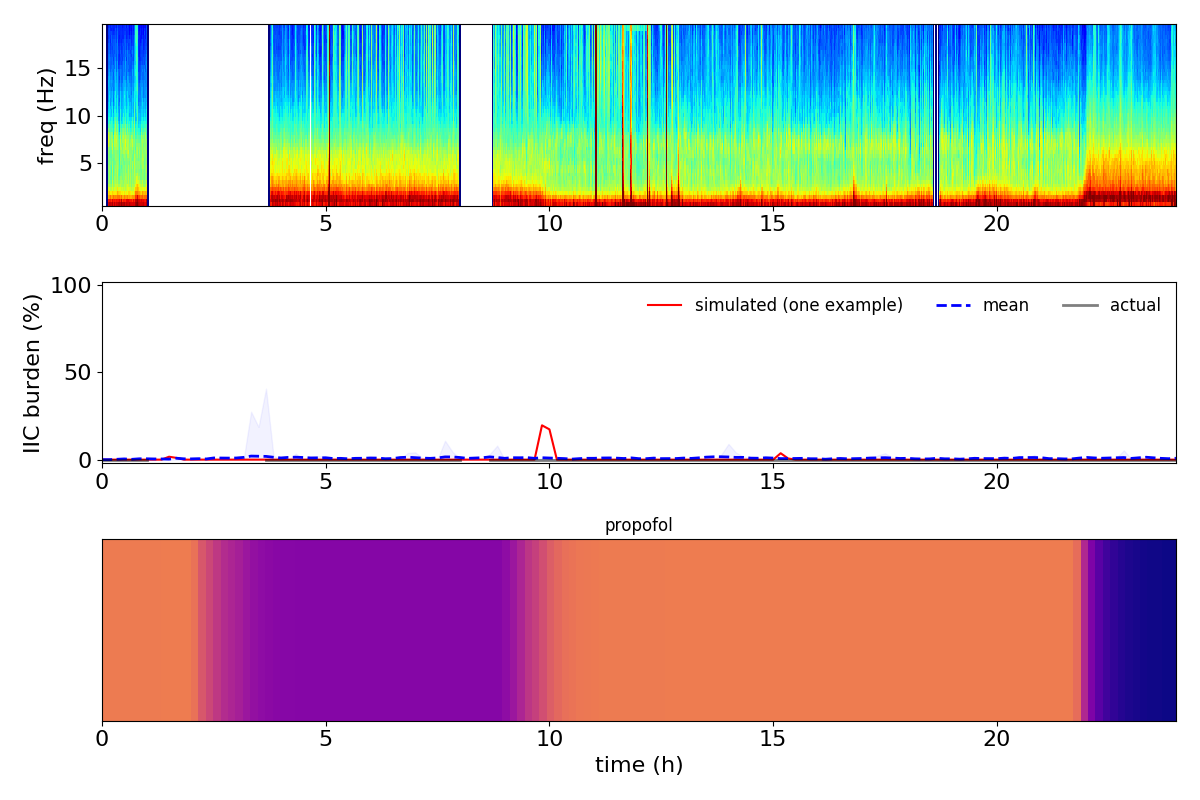 freq (Hz)
15
10
5
0 5 10 15 20
IIC burden (%)
100
50
0
simulated (one example) mean actual
0 5 10 15 20
propofol
0 5 10 15 20
time (h)